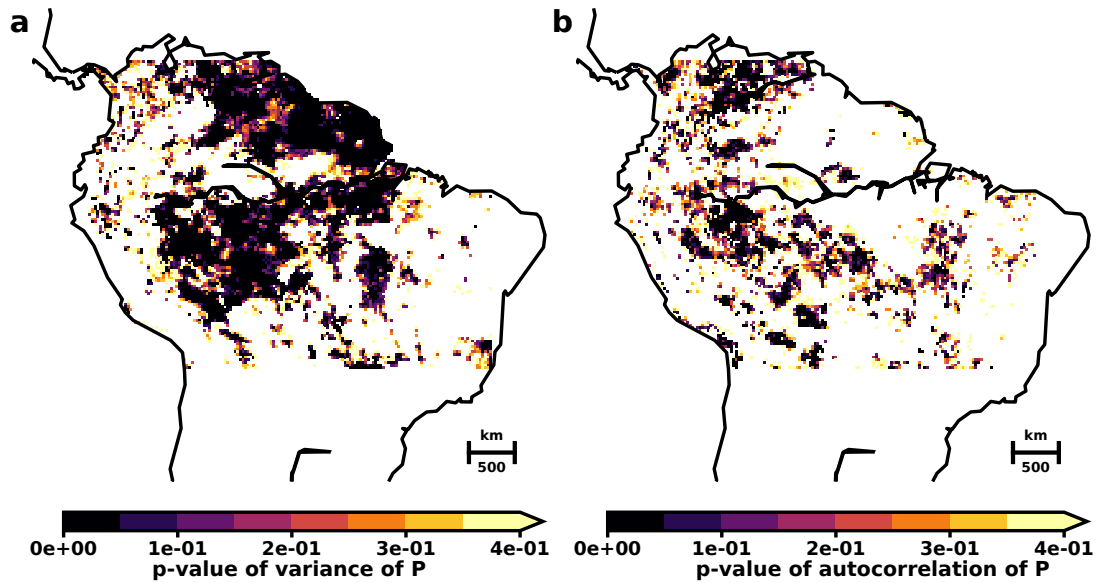 a
b
km
500
km
500
0e+00 1e-01 2e-01 3e-01 4e-01
p-value of variance of P
0e+00 1e-01 2e-01 3e-01 4e-01
p-value of autocorrelation of P